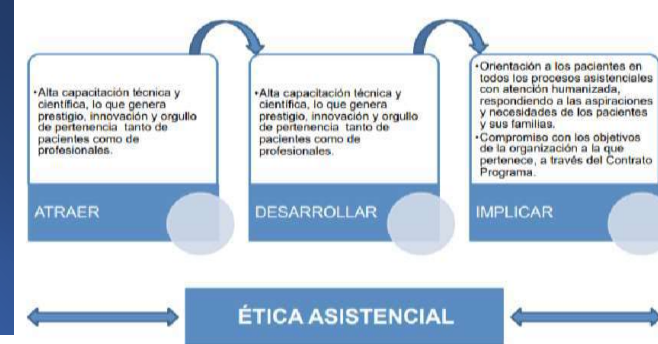 •Alta capacitación técnica y
científica, lo que genera
prestigio, innovación y orgullo
de pertenencia tanto de
pacientes como de
profesionales.
ATRAER
•Alta capacitación técnica y
científica, lo que genera
prestigio, innovación y orgullo
de pertenencia tanto de
pacientes como de
profesionales.
DESARROLLAR
•Orientación a los pacientes en
todos los procesos asistenciales
con atención humanizada,
respondiendo a las aspiraciones
y necesidades de los pacientes
y sus familias.
•Compromiso con los objetivos
de la organización a la que
pertenece, a través del Contrato
Programa.
IMPLICAR
ÉTICA ASISTENCIAL